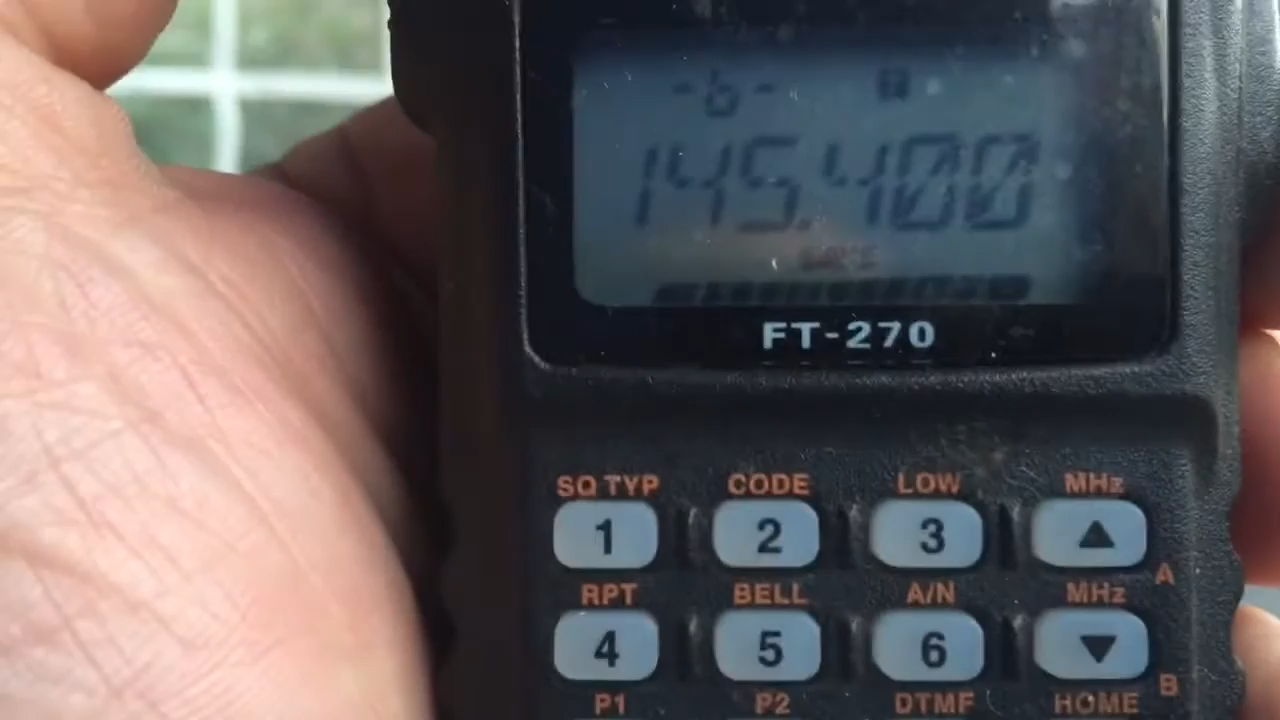 -b-
145.400
FT-270
SQ TYP CODE LOW MHz
1 2 3 ▲
A
RPT BELL A/N MHz
4 5 6 ▼
B
P1 P2 DTMF HOME